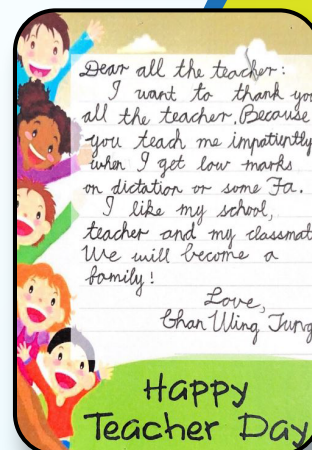 Dear all the teacher:
I want to thank you
all the teacher. Because
you teach me impatiently
when I get low marks
on dictation or some Fa.
I like my school,
teacher and my classmat
We will become a
family!
Love,
Chan Wing Tung
Happy
Teacher Day